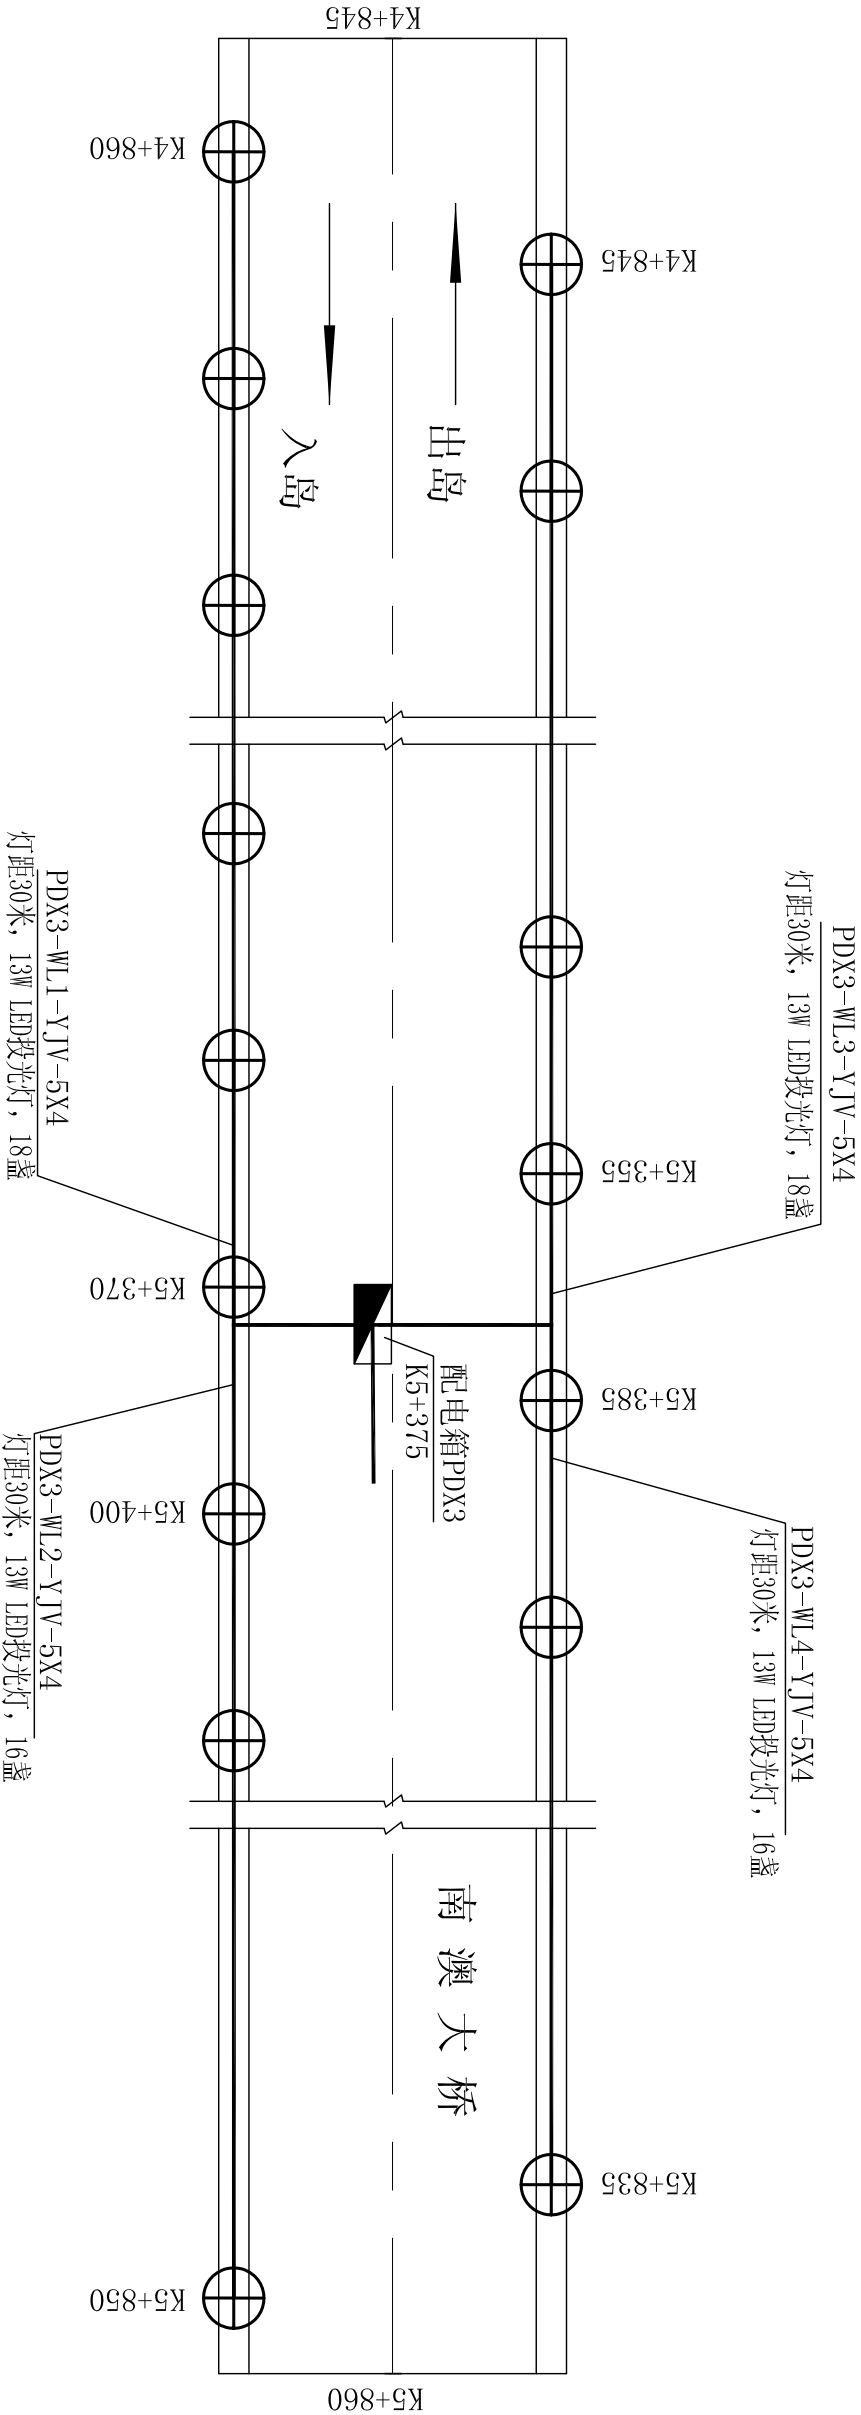 K4+845
K4+860
K4+845
入岛
出岛
PDX3-WL1-YJV-5X4
灯距30米, 13W LED投光灯, 18盏
PDX3-WL3-YJV-5X4
灯距30米, 13W LED投光灯, 18盏
K5+355
K5+370
配电箱PDX3
K5+375
K5+385
K5+400
PDX3-WL2-YJV-5X4
灯距30米, 13W LED投光灯, 16盏
PDX3-WL4-YJV-5X4
灯距30米, 13W LED投光灯, 16盏
南澳大桥
K5+835
K5+850
K5+860